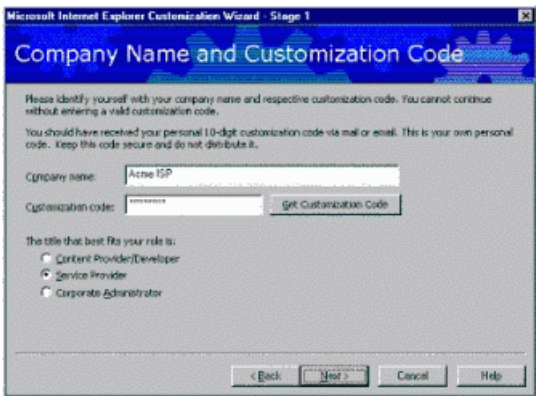 Microsoft Internet Explorer Customization Wizard - Stage 1
Company Name and Customization Code
Please identify yourself with your company name and respective customization code. You cannot continue
without entering a valid customization code.
You should have received your personal 10-digit customization code via mail or email. This is your own personal
code. Keep this code secure and do not distribute it.
Company name: Acme ISP
Customization code: ********** Get Customization Code
The title that best fits your role is:
Content Provider/Developer
Service Provider
Corporate Administrator
< Back Next > Cancel Help